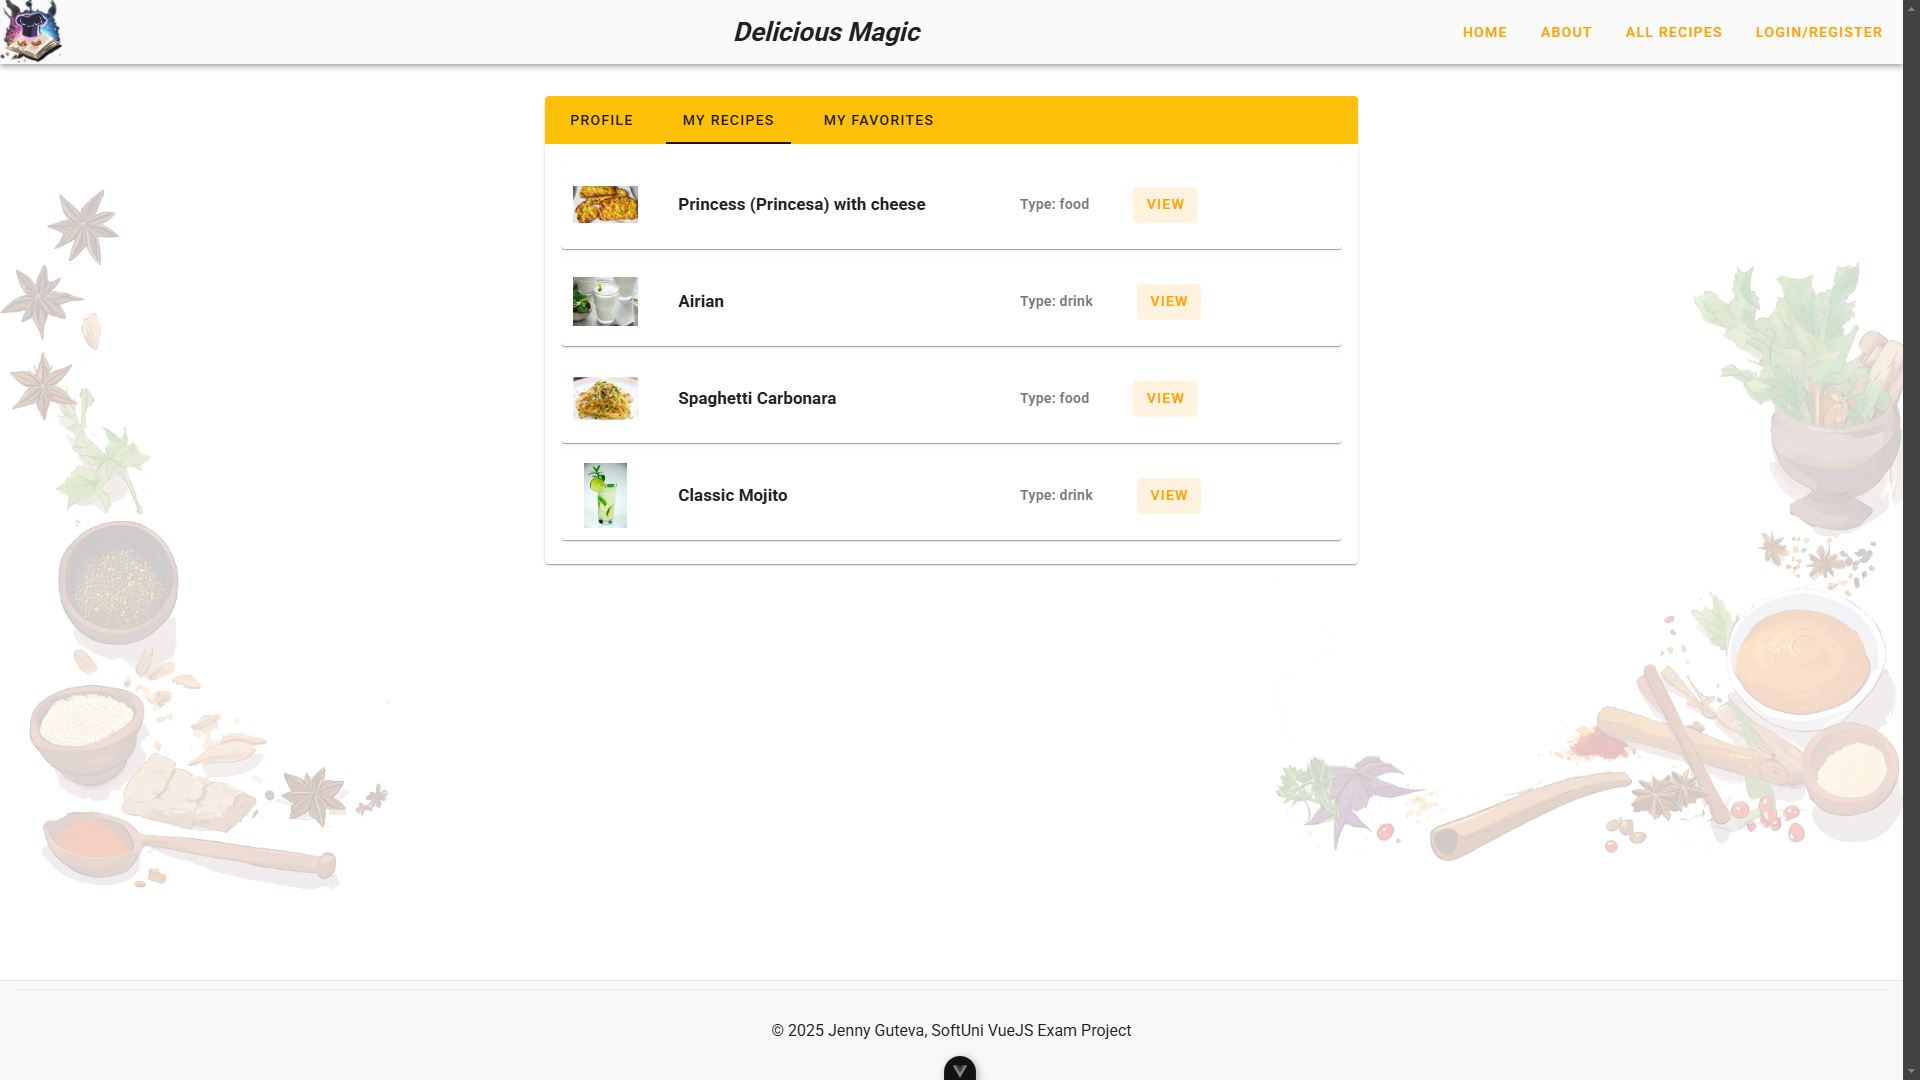 Delicious Magic
HOME ABOUT ALL RECIPES LOGIN/REGISTER
PROFILE MY RECIPES MY FAVORITES
Princess (Princesa) with cheese Type: food VIEW
Airian Type: drink VIEW
Spaghetti Carbonara Type: food VIEW
Classic Mojito Type: drink VIEW
© 2025 Jenny Guteva, SoftUni VueJS Exam Project